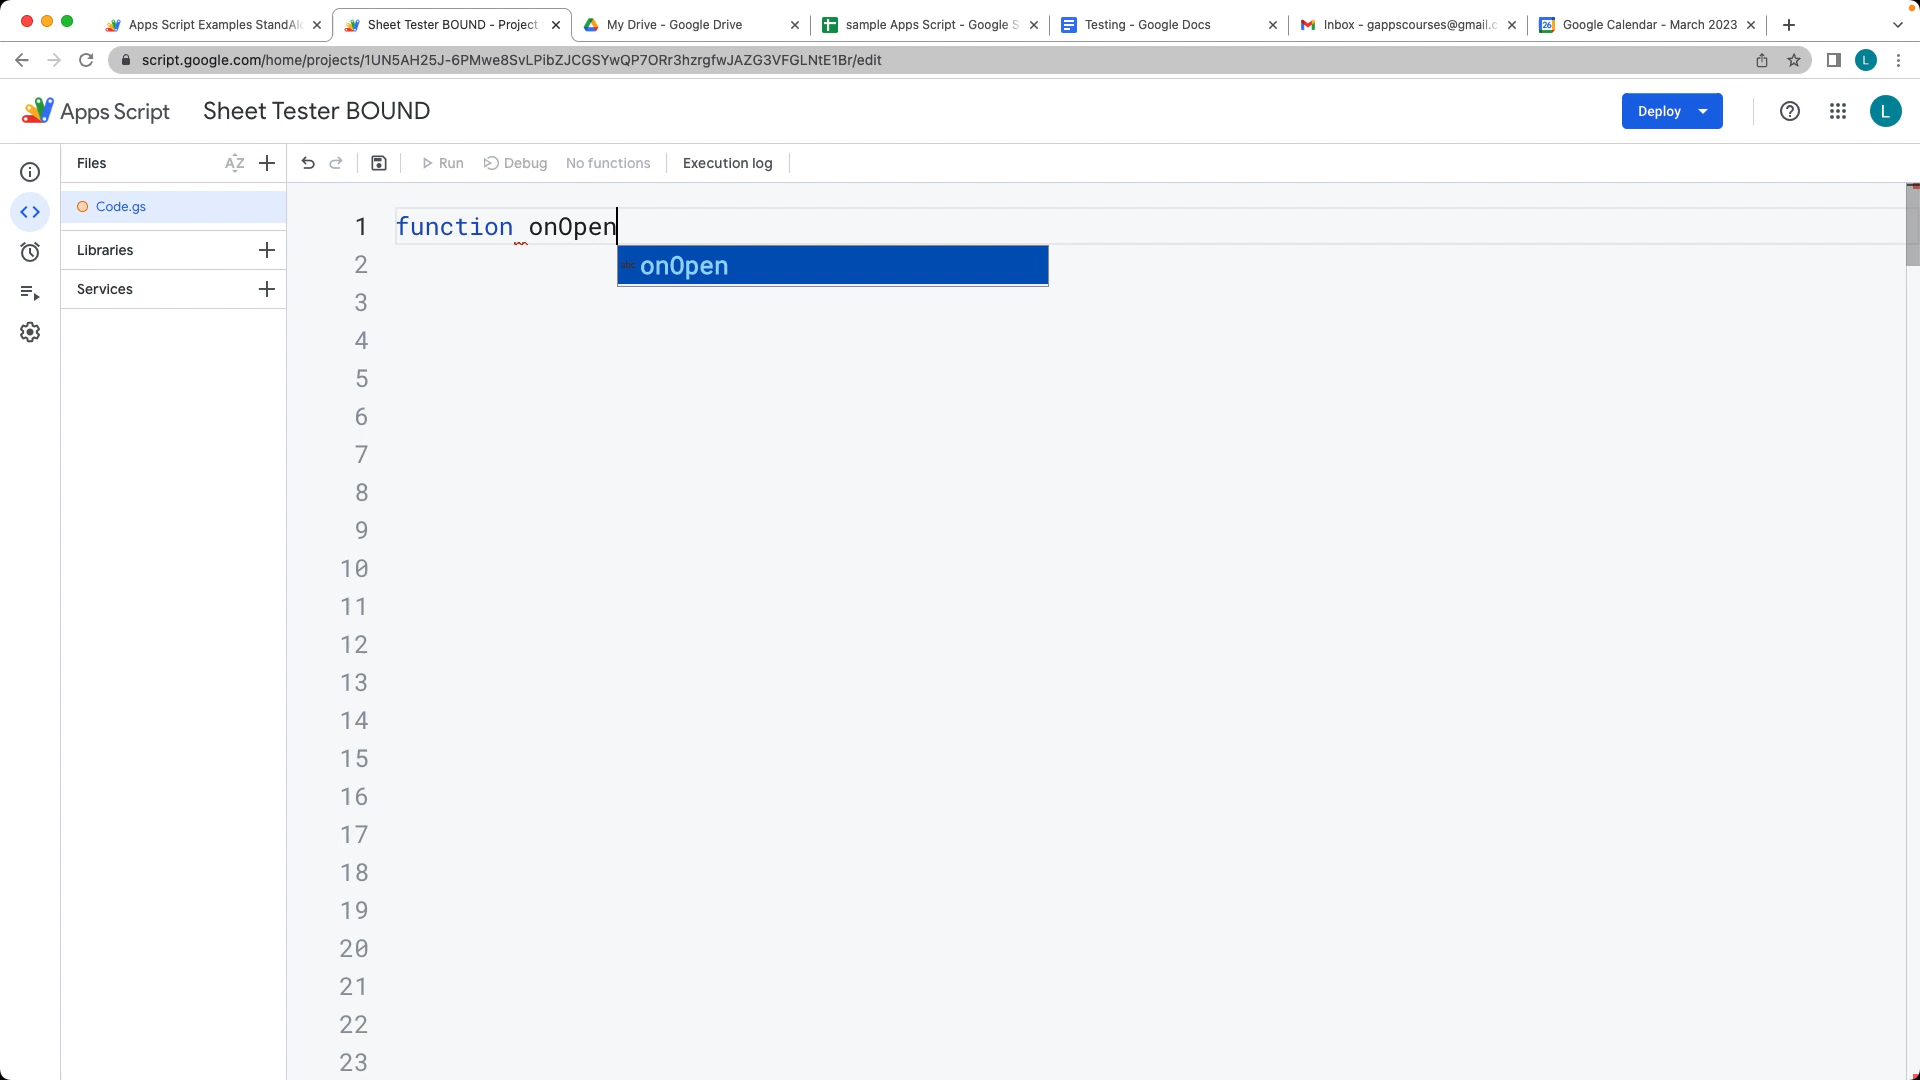 Apps Script Examples StandAl
Sheet Tester BOUND - Project
My Drive - Google Drive
sample Apps Script - Google S
Testing - Google Docs
Inbox - gappscourses@gmail.c
26
Google Calendar - March 2023
script.google.com/home/projects/1UN5AH25J-6PMwe8SvLPibZJCGSYwQP7ORr3hzrgfwJAZG3VFGLNtE1Br/edit
L
Apps Script
Sheet Tester BOUND
Deploy
L
Files
AZ
Run
Debug
No functions
Execution log
Code.gs
Libraries
Services
1 function onOpen
2
onOpen
3
4
5
6
7
8
9
10
11
12
13
14
15
16
17
18
19
20
21
22
23